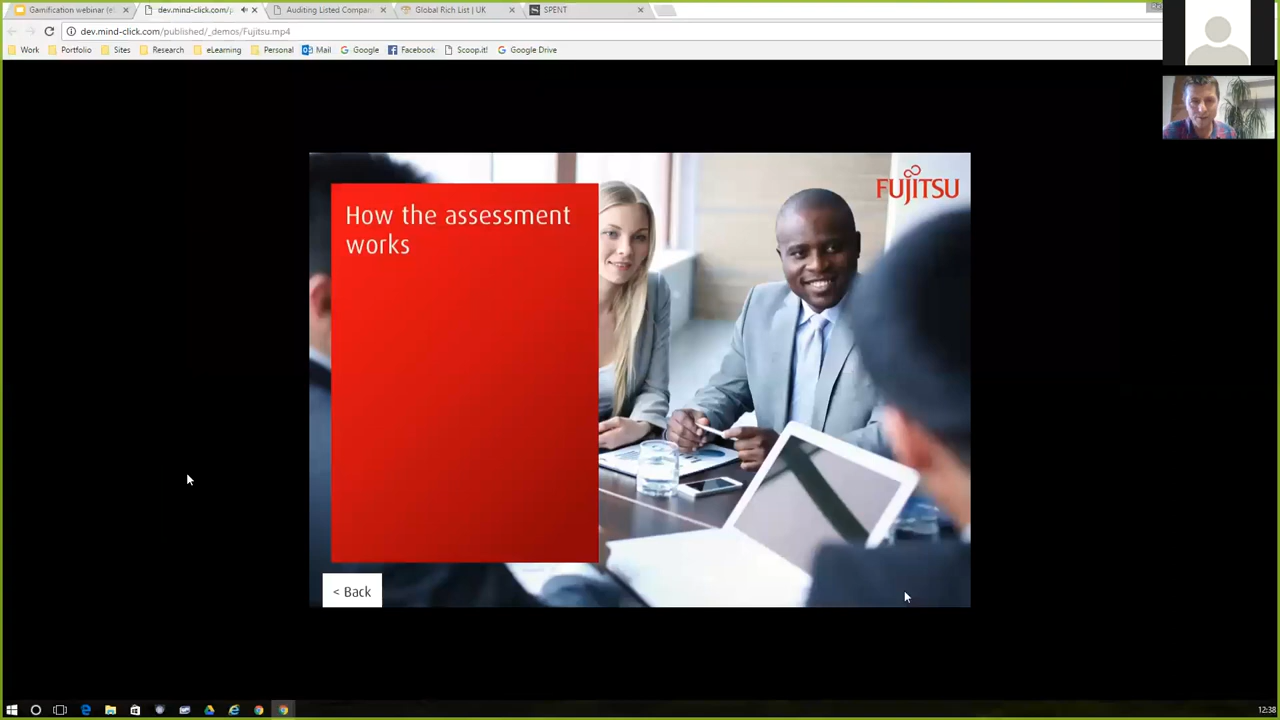 Gamification webinar (e
dev.mind-click.com/p
Auditing Listed Compan
Global Rich List | UK
SPENT
dev.mind-click.com/published/_demos/Fujitsu.mp4
Work
Portfolio
Sites
Research
eLearning
Personal
Mail
Google
Facebook
Scoop.it!
Google Drive
FUJITSU
How the assessment
works
< Back
12:38